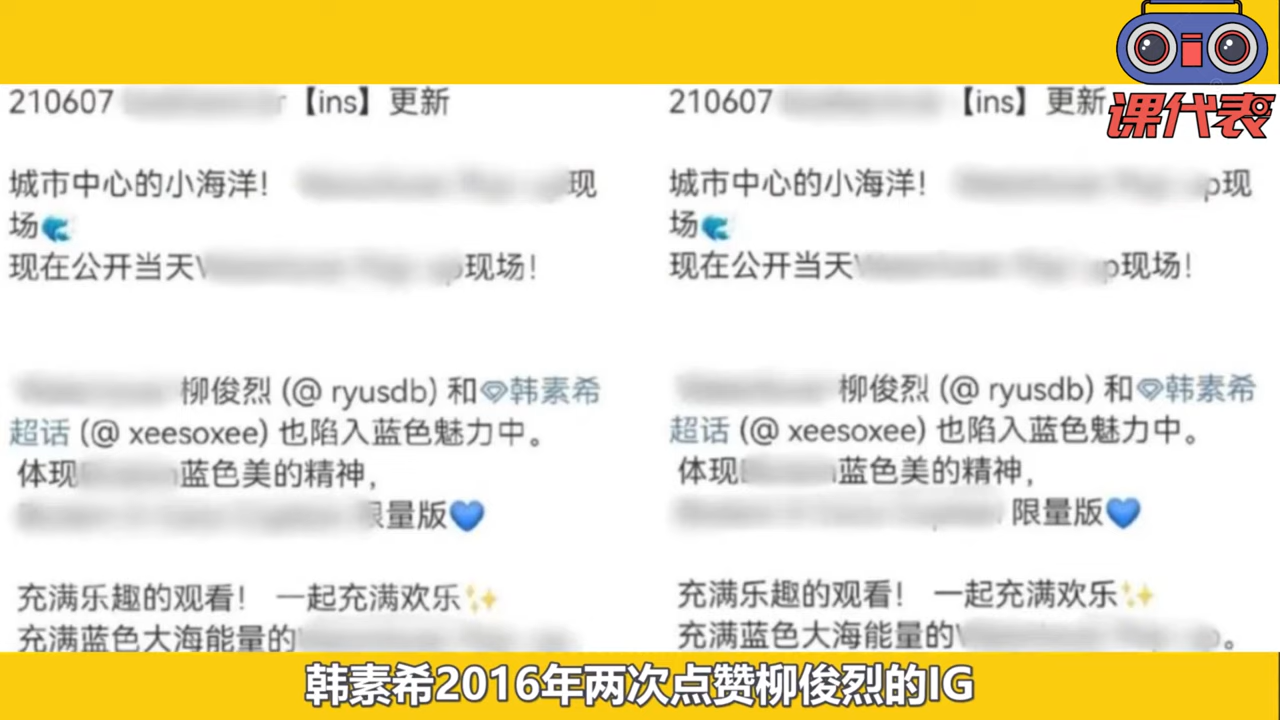 课代表
210607 【ins】更新
城市中心的小海洋！ 现
场
现在公开当天 现场！
柳俊烈 (@ ryusdb) 和韩素希
超话 (@ xeesoxee) 也陷入蓝色魅力中。
体现 蓝色美的精神，
限量版
充满乐趣的观看！ 一起充满欢乐
充满蓝色大海能量的
210607 【ins】更新
城市中心的小海洋！ p现
场
现在公开当天 p现场！
柳俊烈 (@ ryusdb) 和韩素希
超话 (@ xeesoxee) 也陷入蓝色魅力中。
体现 蓝色美的精神，
限量版
充满乐趣的观看！ 一起充满欢乐
充满蓝色大海能量的 。
韩素希2016年两次点赞柳俊烈的IG